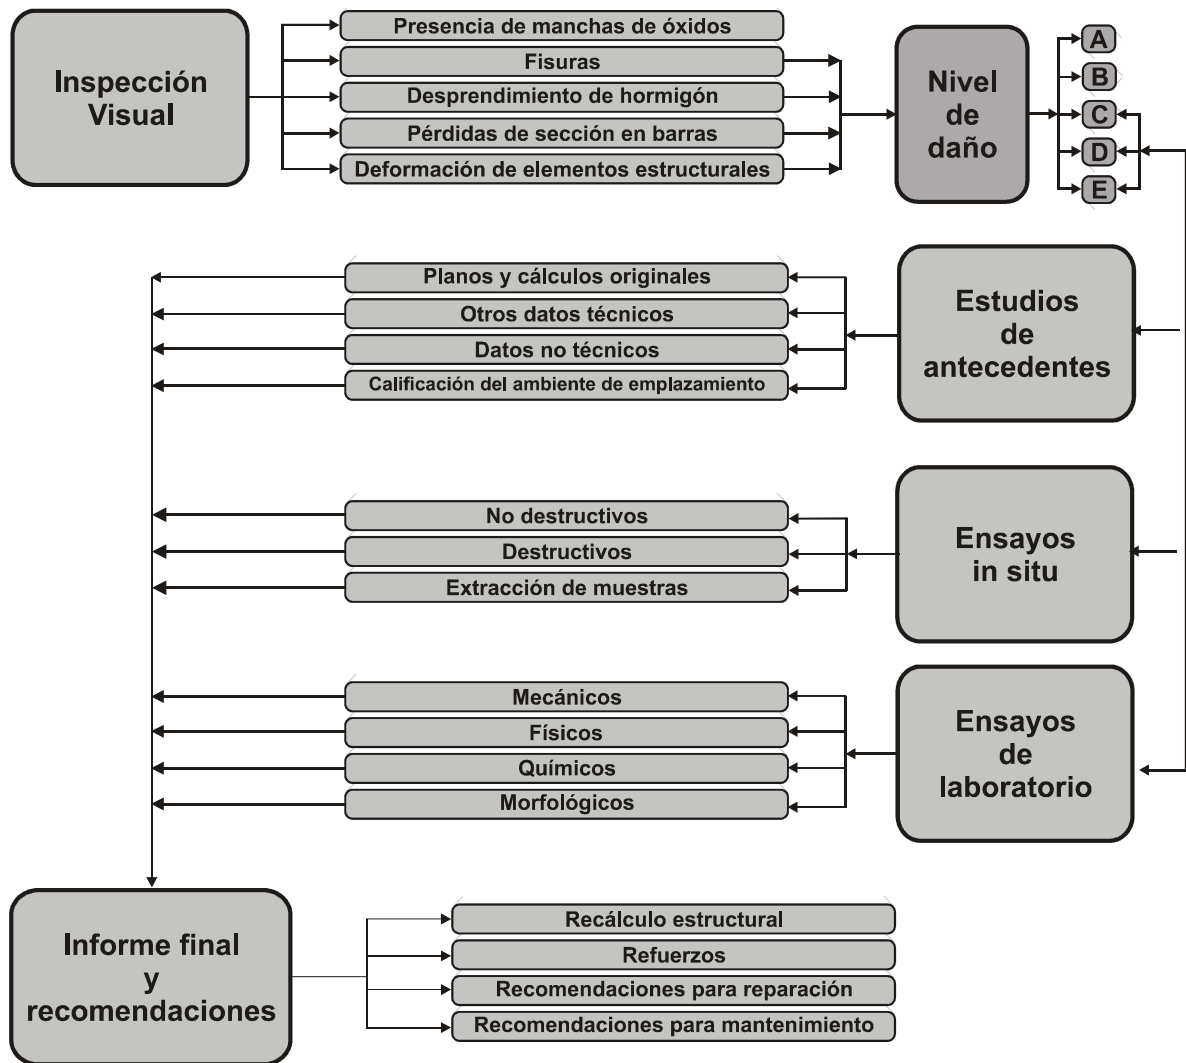 Inspección
Visual
Presencia de manchas de óxidos
Fisuras
Desprendimiento de hormigón
Pérdidas de sección en barras
Deformación de elementos estructurales
Nivel
de
daño
A
B
C
D
E
Planos y cálculos originales
Otros datos técnicos
Datos no técnicos
Calificación del ambiente de emplazamiento
Estudios
de
antecedentes
No destructivos
Destructivos
Extracción de muestras
Ensayos
in situ
Mecánicos
Físicos
Químicos
Morfológicos
Ensayos
de
laboratorio
Informe final
y
recomendaciones
Recálculo estructural
Refuerzos
Recomendaciones para reparación
Recomendaciones para mantenimiento